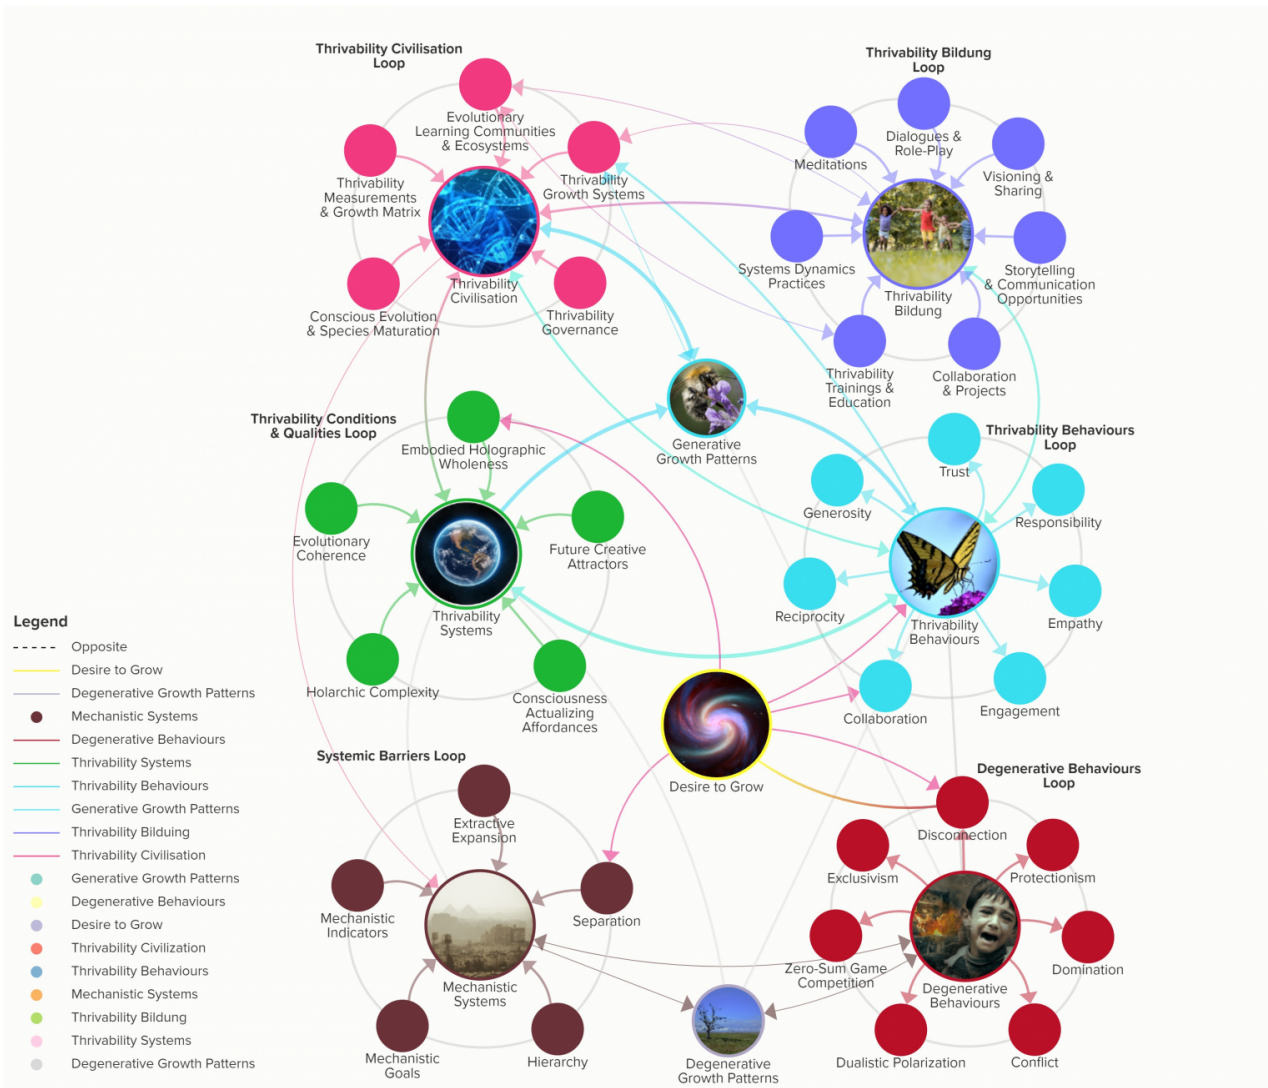 Thrivability Civilisation
Loop
Evolutionary
Learning Communities
& Ecosystems
Thrivability
Measurements
& Growth Matrix
Thrivability
Growth Systems
Thrivability
Civilisation
Conscious Evolution
& Species Maturation
Thrivability
Governance
Thrivability Bildung
Loop
Dialogues &
Role-Play
Meditations
Visioning &
Sharing
Systems Dynamics
Practices
Storytelling
& Communication
Opportunities
Thrivability
Bildung
Thrivability
Trainings &
Education
Collaboration
& Projects
Generative
Growth Patterns
Thrivability Conditions
& Qualities Loop
Embodied Holographic
Wholeness
Evolutionary
Coherence
Future Creative
Attractors
Thrivability
Systems
Holarchic Complexity
Consciousness
Actualizing
Affordances
Thrivability Behaviours
Loop
Trust
Generosity
Responsibility
Reciprocity
Empathy
Thrivability
Behaviours
Collaboration
Engagement
Desire to Grow
Systemic Barriers Loop
Extractive
Expansion
Mechanistic
Indicators
Separation
Mechanistic
Systems
Mechanistic
Goals
Hierarchy
Degenerative
Growth Patterns
Degenerative Behaviours
Loop
Disconnection
Exclusivism
Protectionism
Zero-Sum Game
Competition
Domination
Degenerative
Behaviours
Dualistic Polarization
Conflict
Legend
Opposite
Desire to Grow
Degenerative Growth Patterns
Mechanistic Systems
Degenerative Behaviours
Thrivability Systems
Thrivability Behaviours
Generative Growth Patterns
Thrivability Bilduing
Thrivability Civilisation
Generative Growth Patterns
Degenerative Behaviours
Desire to Grow
Thrivability Civilization
Thrivability Behaviours
Mechanistic Systems
Thrivability Bildung
Thrivability Systems
Degenerative Growth Patterns